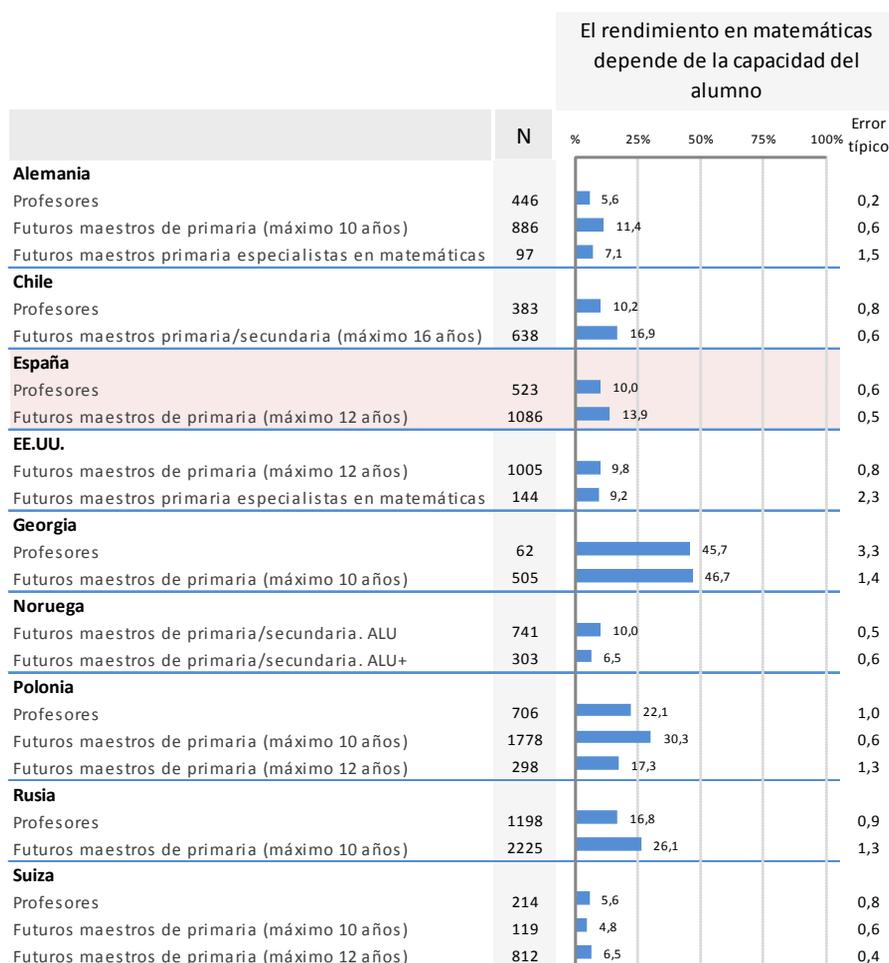 El rendimiento en matemáticas
depende de la capacidad del
alumno
N % 25% 50% 75% 100% Error
típico
Alemania
Profesores 446 5,6 0,2
Futuros maestros de primaria (máximo 10 años) 886 11,4 0,6
Futuros maestros primaria especialistas en matemáticas 97 7,1 1,5
Chile
Profesores 383 10,2 0,8
Futuros maestros primaria/secundaria (máximo 16 años) 638 16,9 0,6
España
Profesores 523 10,0 0,6
Futuros maestros de primaria (máximo 12 años) 1086 13,9 0,5
EE.UU.
Futuros maestros de primaria (máximo 12 años) 1005 9,8 0,8
Futuros maestros primaria especialistas en matemáticas 144 9,2 2,3
Georgia
Profesores 62 45,7 3,3
Futuros maestros de primaria (máximo 10 años) 505 46,7 1,4
Noruega
Futuros maestros de primaria/secundaria. ALU 741 10,0 0,5
Futuros maestros de primaria/secundaria. ALU+ 303 6,5 0,6
Polonia
Profesores 706 22,1 1,0
Futuros maestros de primaria (máximo 10 años) 1778 30,3 0,6
Futuros maestros de primaria (máximo 12 años) 298 17,3 1,3
Rusia
Profesores 1198 16,8 0,9
Futuros maestros de primaria (máximo 10 años) 2225 26,1 1,3
Suiza
Profesores 214 5,6 0,8
Futuros maestros de primaria (máximo 10 años) 119 4,8 0,6
Futuros maestros de primaria (máximo 12 años) 812 6,5 0,4